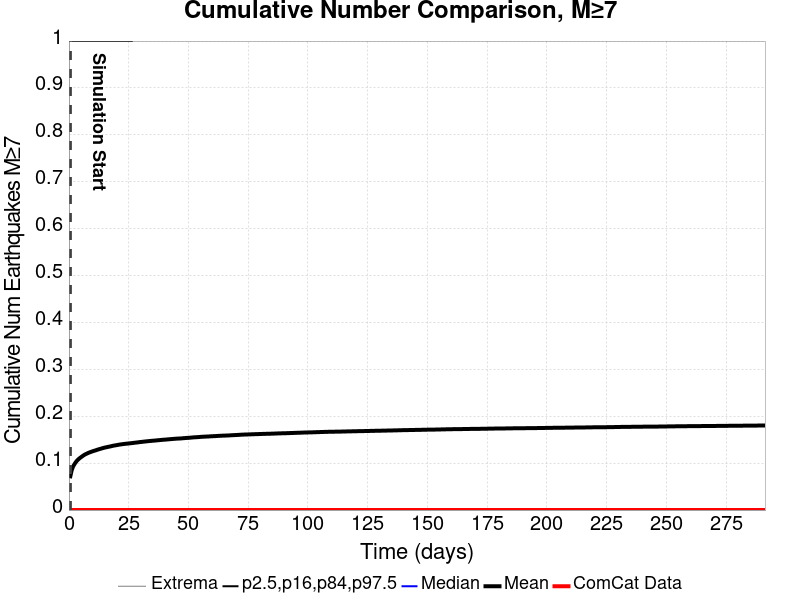 Cumulative Number Comparison, M≥7
Cumulative Num Earthquakes M≥7
1
0.9
0.8
0.7
0.6
0.5
0.4
0.3
0.2
0.1
0
Simulation Start
0 25 50 75 100 125 150 175 200 225 250 275
Time (days)
Extrema p2.5,p16,p84,p97.5 Median Mean ComCat Data